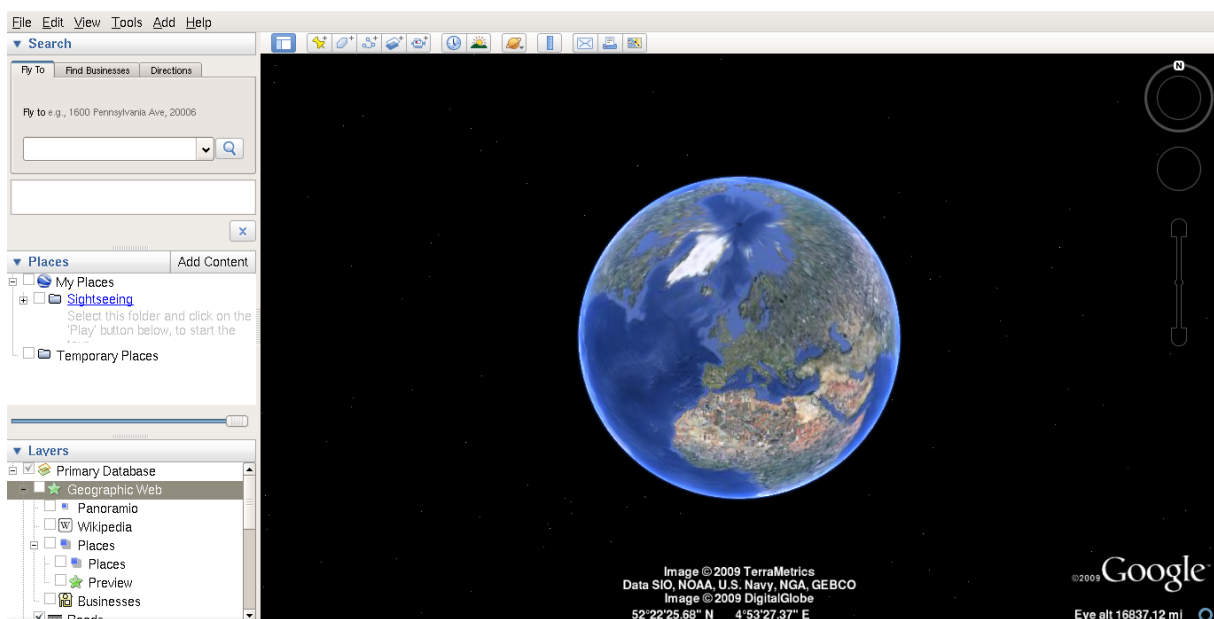 File Edit View Tools Add Help
Search
Fly To Find Businesses Directions
Fly to e.g., 1600 Pennsylvania Ave, 20006
Places Add Content
My Places
Sightseeing
Select this folder and click on the
'Play' button below, to start the
Temporary Places
Layers
Primary Database
Geographic Web
Panoramio
W Wikipedia
Places
Places
Preview
Businesses
Roads
N
Image © 2009 TerraMetrics
Data SIO, NOAA, U.S. Navy, NGA, GEBCO
Image © 2009 DigitalGlobe
52°22'25.68" N 4°53'27.37" E
©2009 Google
Eye alt 16837.12 mi